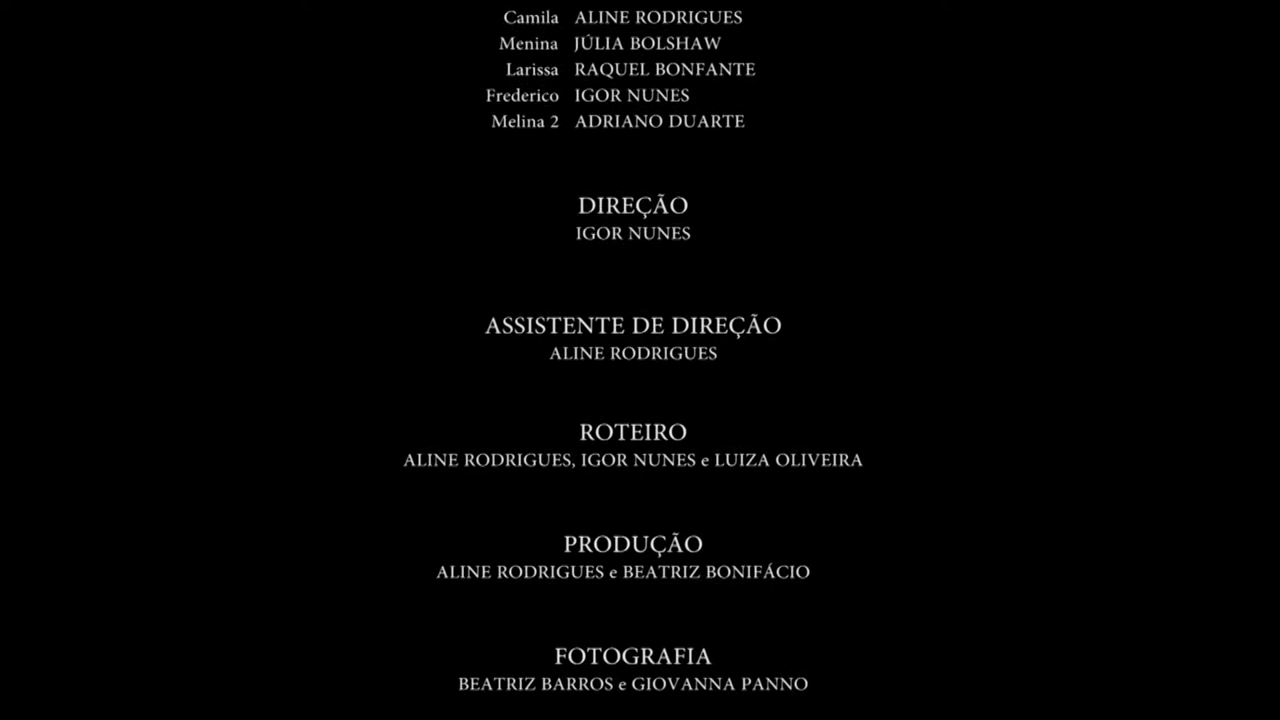 Camila ALINE RODRIGUES
Menina JÚLIA BOLSHAW
Larissa RAQUEL BONFANTE
Frederico IGOR NUNES
Melina 2 ADRIANO DUARTE
DIREÇÃO
IGOR NUNES
ASSISTENTE DE DIREÇÃO
ALINE RODRIGUES
ROTEIRO
ALINE RODRIGUES, IGOR NUNES e LUIZA OLIVEIRA
PRODUÇÃO
ALINE RODRIGUES e BEATRIZ BONIFÁCIO
FOTOGRAFIA
BEATRIZ BARROS e GIOVANNA PANNO